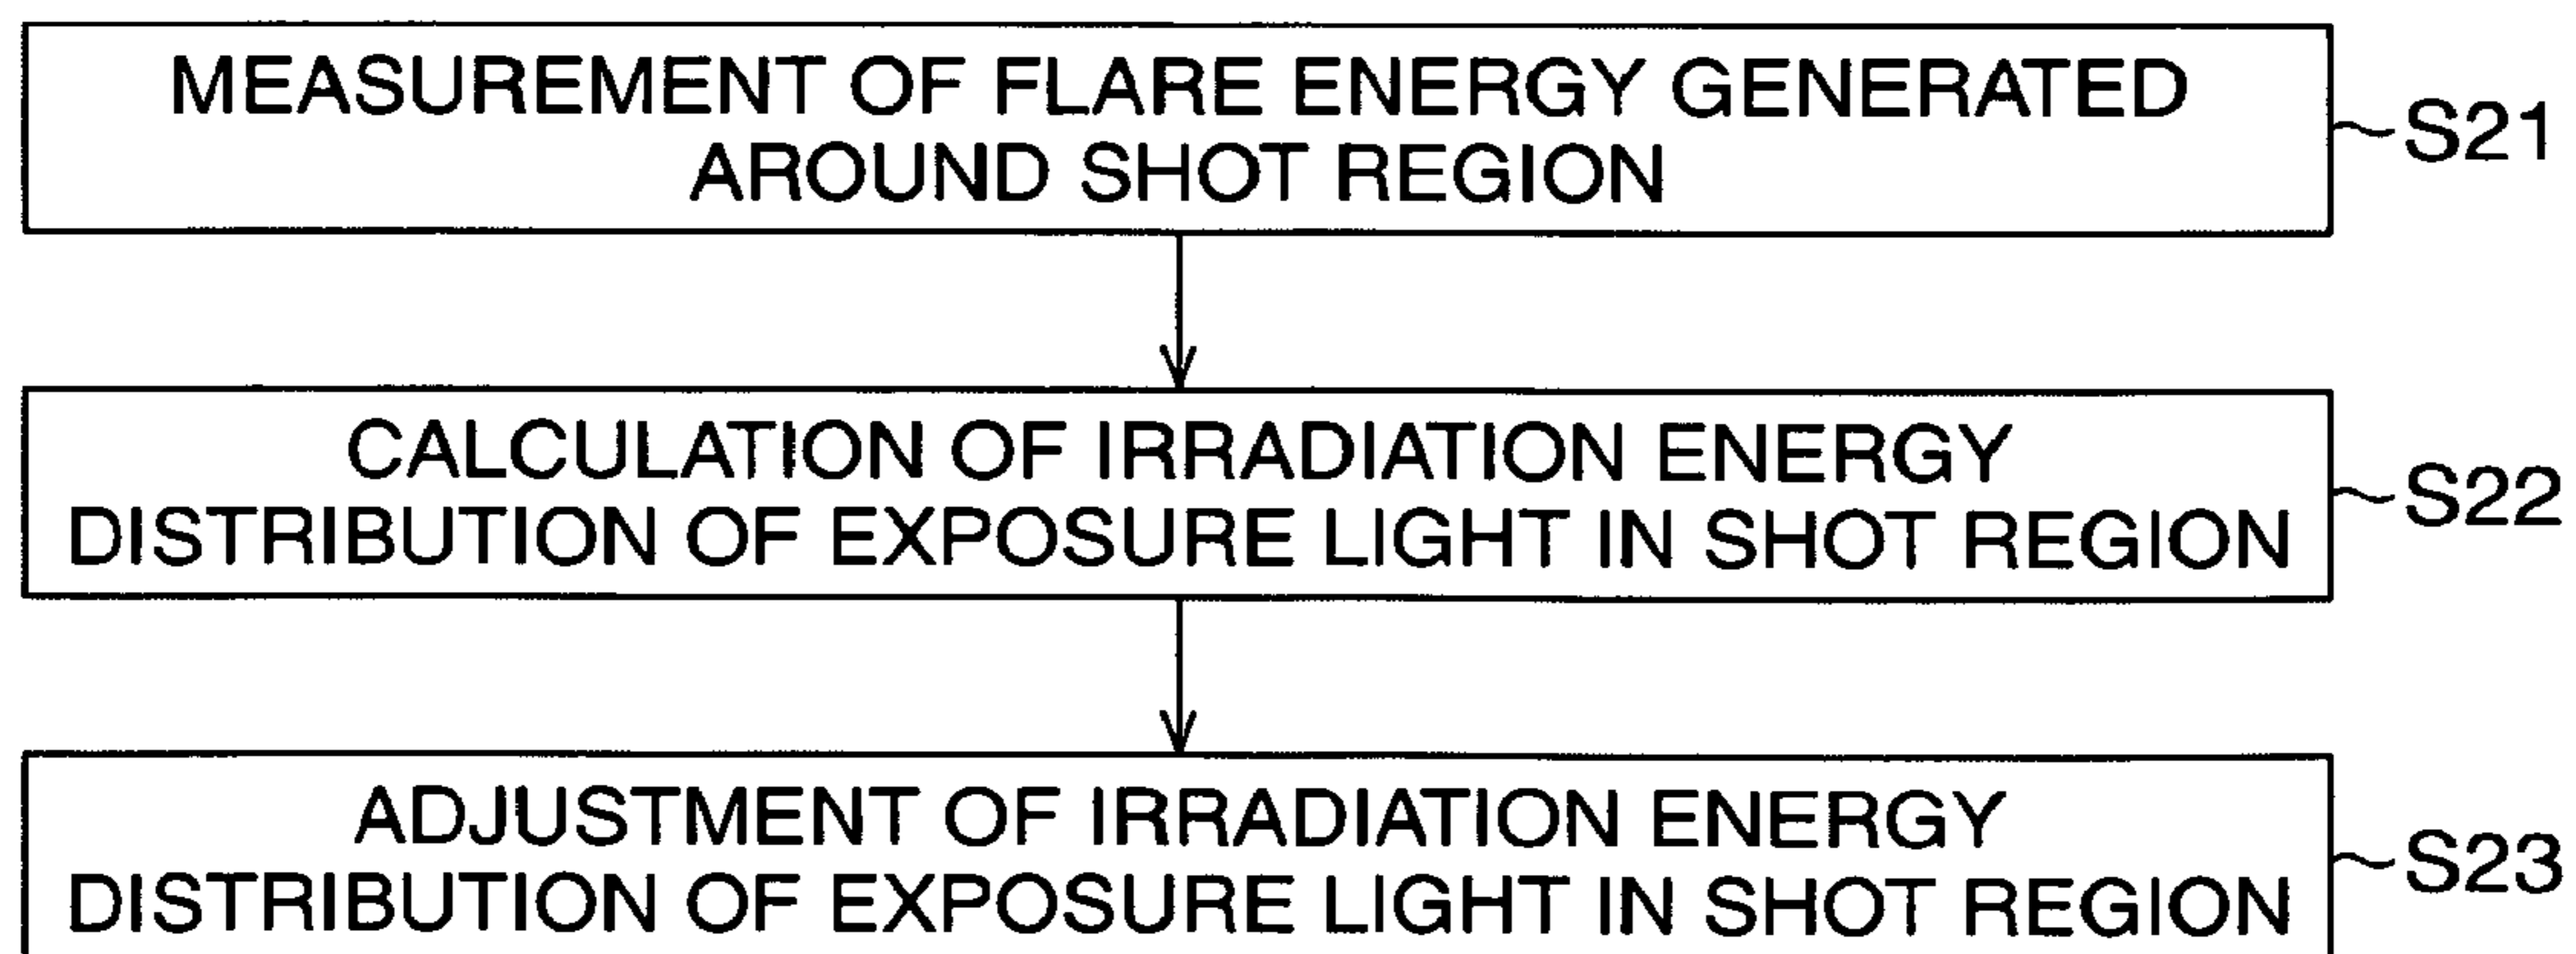 MEASUREMENT OF FLARE ENERGY GENERATED
AROUND SHOT REGION
S21
CALCULATION OF IRRADIATION ENERGY
DISTRIBUTION OF EXPOSURE LIGHT IN SHOT REGION
S22
ADJUSTMENT OF IRRADIATION ENERGY
DISTRIBUTION OF EXPOSURE LIGHT IN SHOT REGION
S23